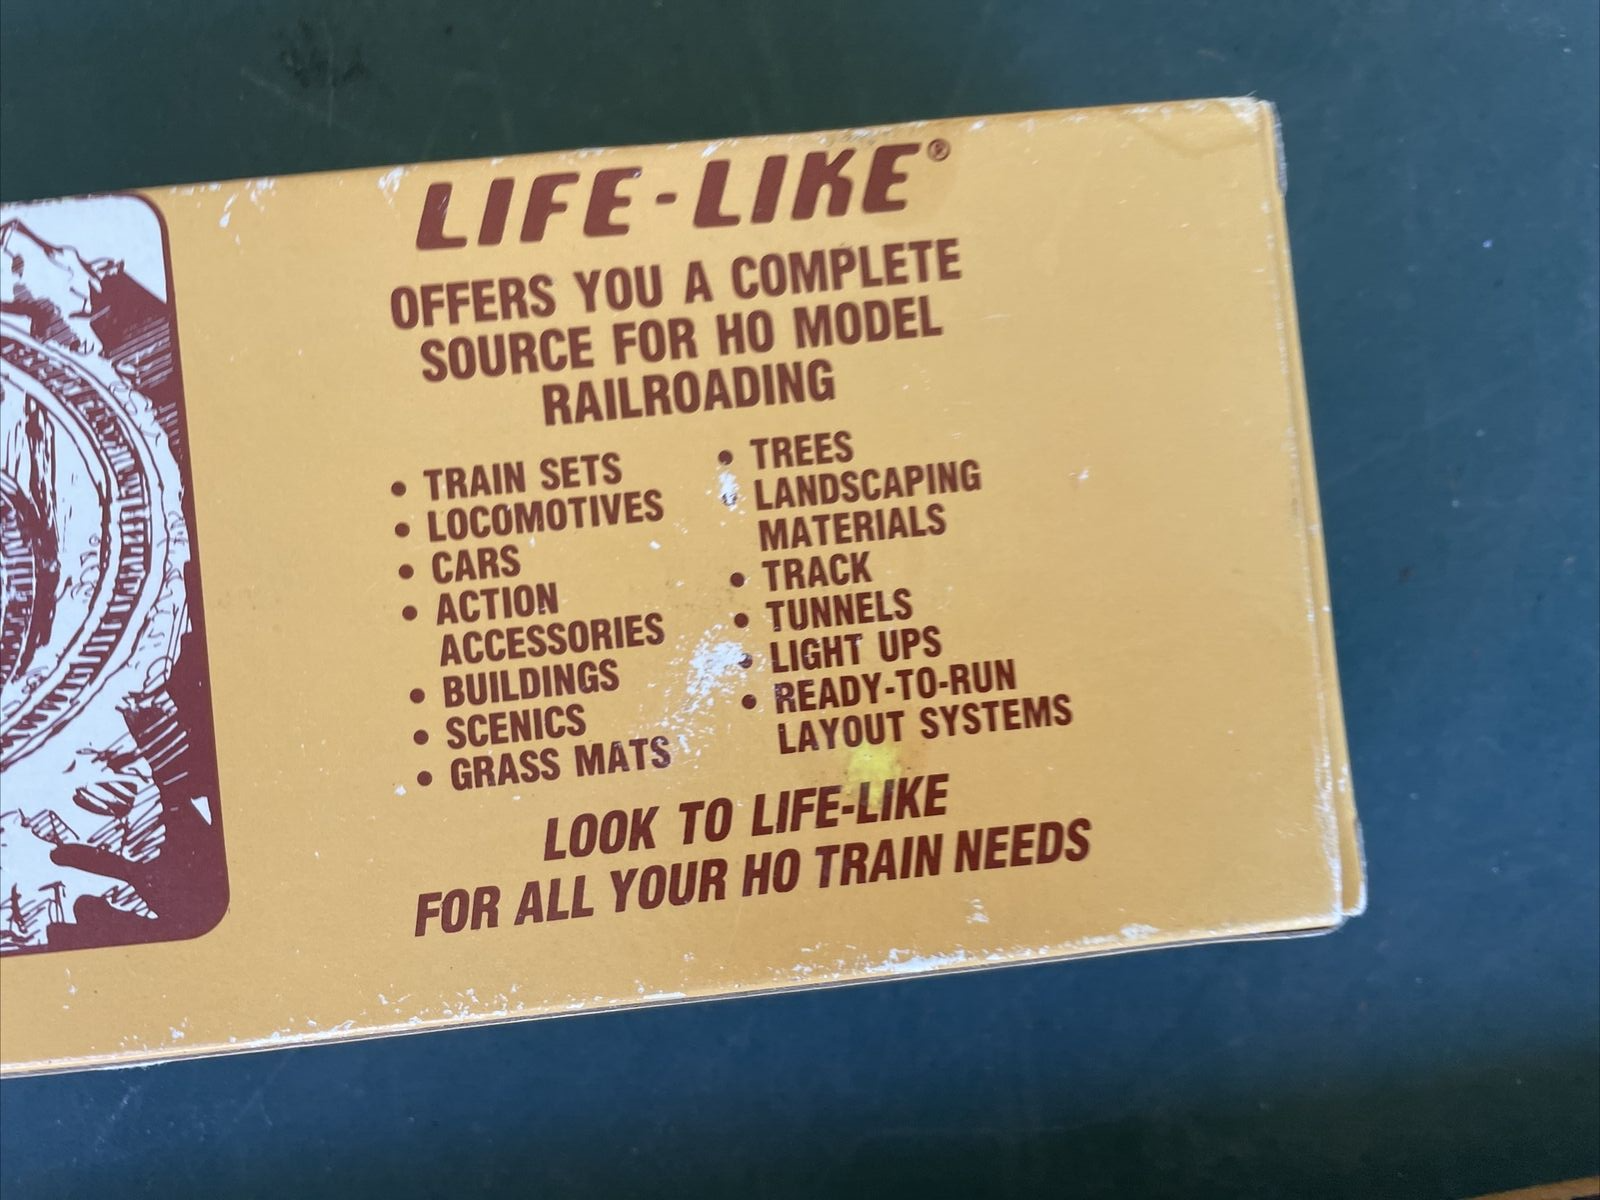 LIFE-LIKE®
OFFERS YOU A COMPLETE
SOURCE FOR HO MODEL
RAILROADING
• TRAIN SETS
• LOCOMOTIVES
• CARS
• ACTION
ACCESSORIES
• BUILDINGS
• SCENICS
• GRASS MATS
• TREES
• LANDSCAPING
MATERIALS
• TRACK
• TUNNELS
• LIGHT UPS
• READY-TO-RUN
LAYOUT SYSTEMS
LOOK TO LIFE-LIKE
FOR ALL YOUR HO TRAIN NEEDS